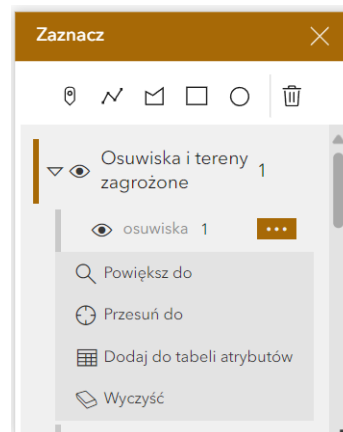 Zaznacz
Osuwiska i tereny 1
zagrożone
osuwiska 1
Powiększ do
Przesuń do
Dodaj do tabeli atrybutów
Wyczyść